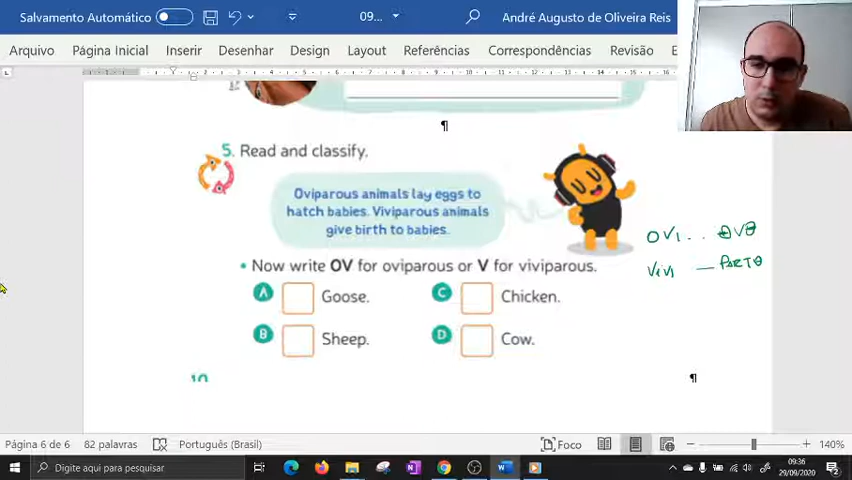 Salvamento Automático
09...
André Augusto de Oliveira Reis
Arquivo
Página Inicial
Inserir
Desenhar
Design
Layout
Referências
Correspondências
Revisão
5. Read and classify.
Oviparous animals lay eggs to
hatch babies. Viviparous animals
give birth to babies.
OVI... OVO
VIVI — PARTO
• Now write OV for oviparous or V for viviparous.
A Goose.
C Chicken.
B Sheep.
D Cow.
10
Página 6 de 6
82 palavras
Português (Brasil)
Foco
140%
Digite aqui para pesquisar
09:36
29/09/2020